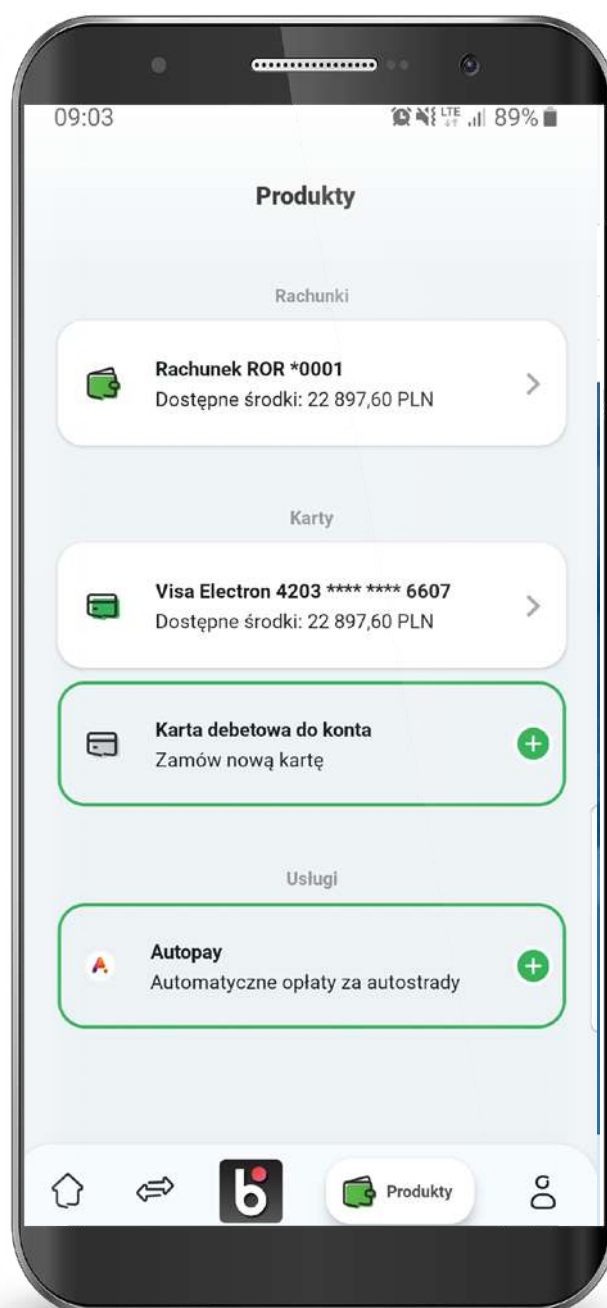 09:03
LTE
89%
Produkty
Rachunki
Rachunek ROR *0001
Dostępne środki: 22 897,60 PLN
Karty
Visa Electron 4203 **** **** 6607
Dostępne środki: 22 897,60 PLN
Karta debetowa do konta
Zamów nową kartę
Usługi
A
Autopay
Automatyczne opłaty za autostrady
b
Produkty